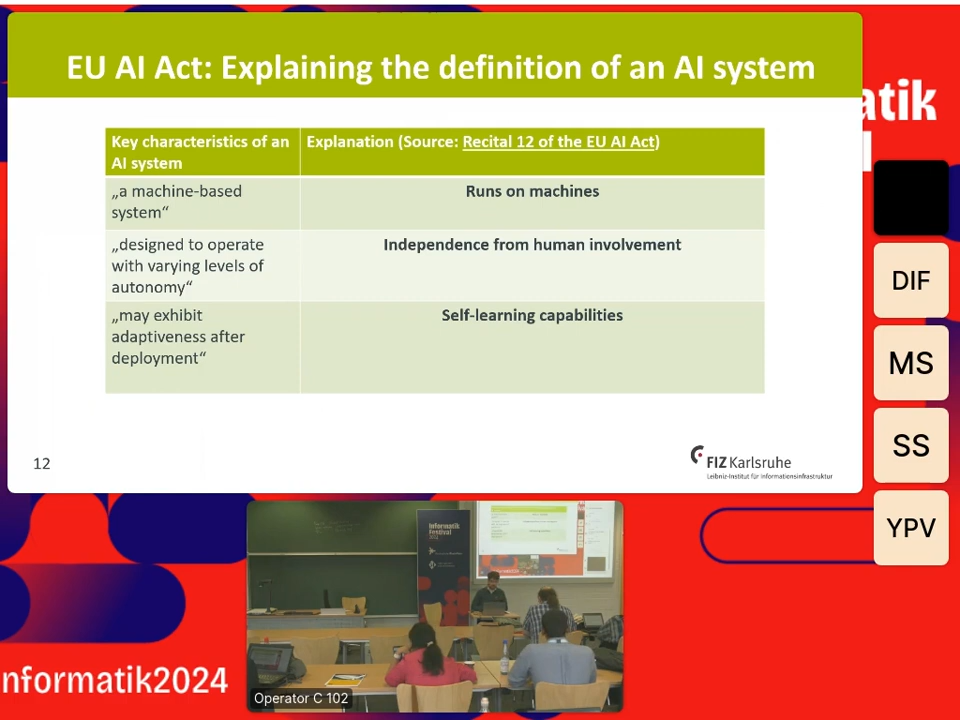 EU AI Act: Explaining the definition of an AI system
Key characteristics of an
AI system
Explanation (Source: Recital 12 of the EU AI Act)
„a machine-based
system“
Runs on machines
„designed to operate
with varying levels of
autonomy“
Independence from human involvement
„may exhibit
adaptiveness after
deployment“
Self-learning capabilities
12
FIZ Karlsruhe
Leibniz-Institut für Informationsinfrastruktur
atik
DIF
MS
SS
YPV
informatik
festival
Operator C 102
nformatik2024